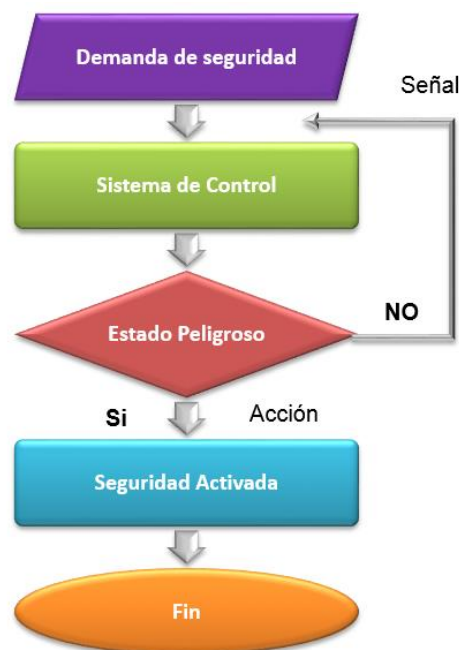 Demanda de seguridad
Señal
Sistema de Control
Estado Peligroso
NO
Si
Acción
Seguridad Activada
Fin